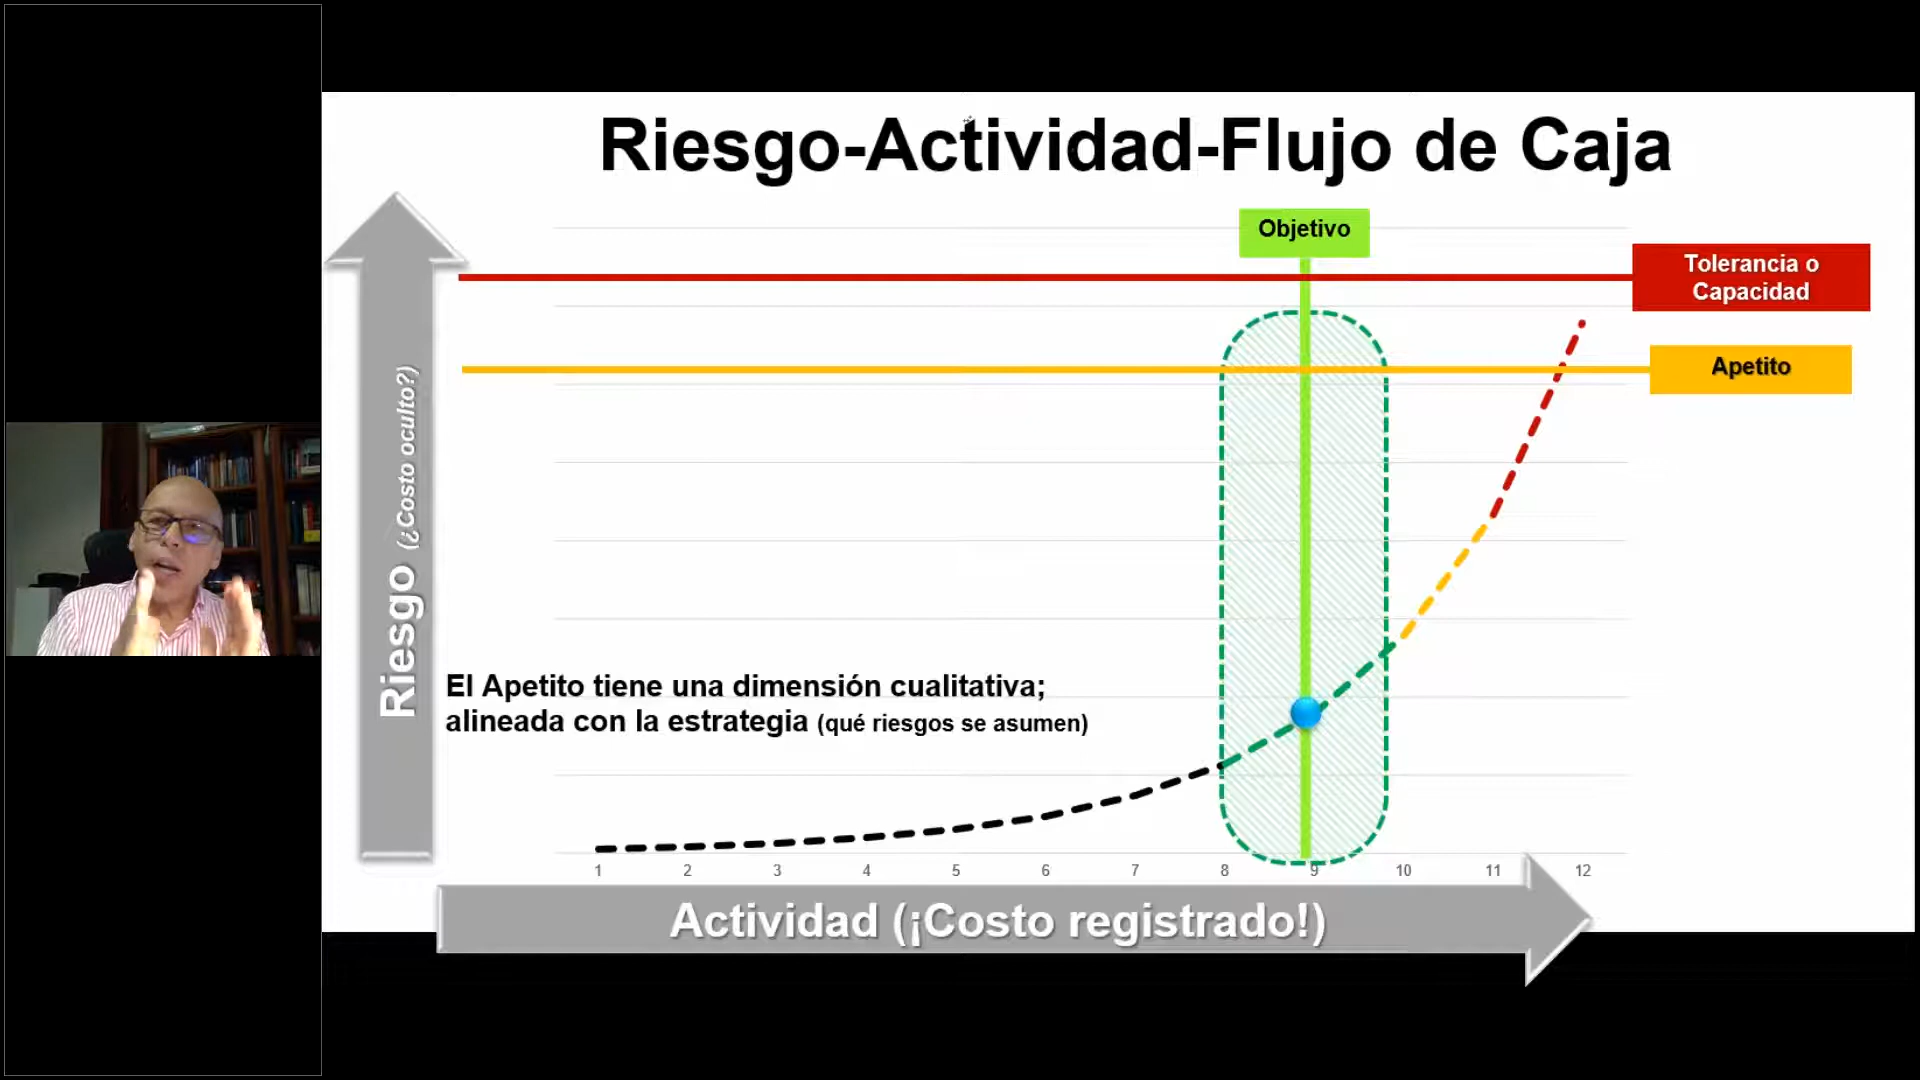 Riesgo-Actividad-Flujo de Caja
Objetivo
Tolerancia o
Capacidad
Apetito
Riesgo (¿Costo oculto?)
El Apetito tiene una dimensión cualitativa;
alineada con la estrategia (qué riesgos se asumen)
1 2 3 4 5 6 7 8 9 10 11 12
Actividad (¡Costo registrado!)